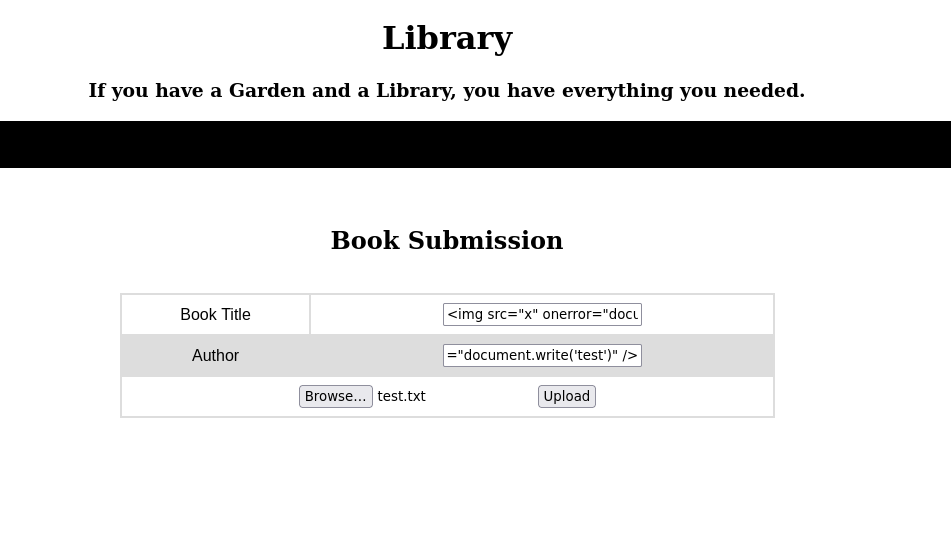 Library
If you have a Garden and a Library, you have everything you needed.
Book Submission
Book Title <img src="x" onerror="docu
Author ="document.write('test')" />
Browse... test.txt Upload